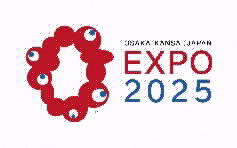 OSAKA, KANSAI, JAPAN
EXPO
2025